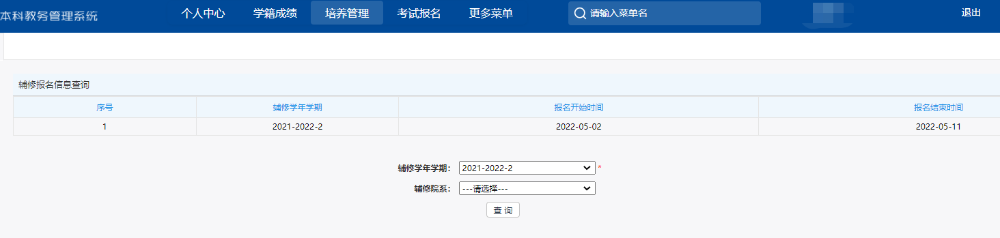 本科教务管理系统 个人中心 学籍成绩 培养管理 考试报名 更多菜单 请输入菜单名 退出
辅修报名信息查询
序号 辅修学年学期 报名开始时间 报名结束时间
1 2021-2022-2 2022-05-02 2022-05-11
辅修学年学期： 2021-2022-2 *
辅修院系： ---请选择---
查 询